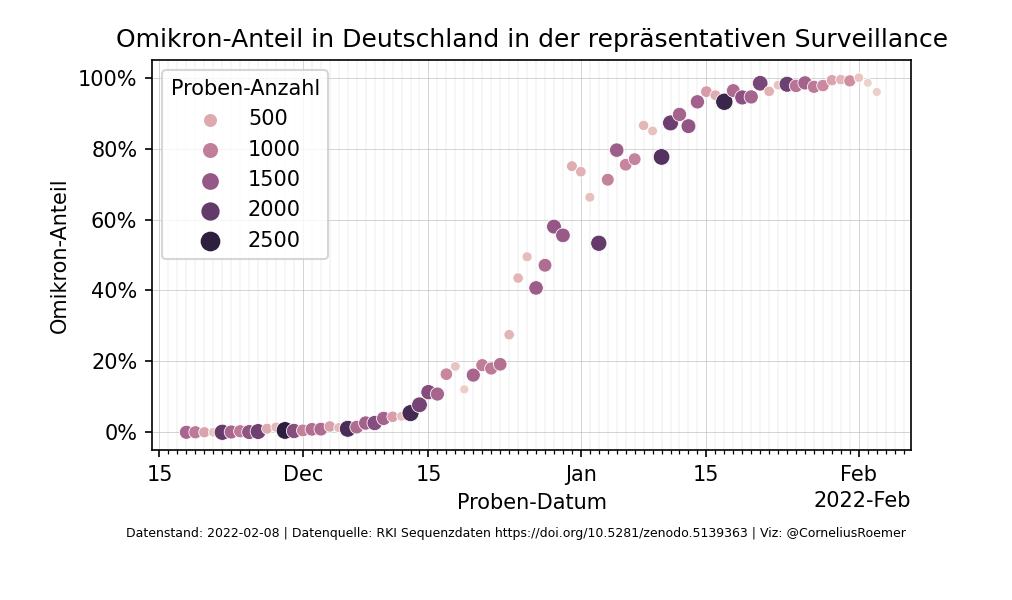 Omikron-Anteil in Deutschland in der repräsentativen Surveillance
100%
80%
60%
40%
20%
0%
Omikron-Anteil
Proben-Anzahl
500
1000
1500
2000
2500
15 Dec 15 Jan 15 Feb
Proben-Datum
2022-Feb
Datenstand: 2022-02-08 | Datenquelle: RKI Sequenzdaten https://doi.org/10.5281/zenodo.5139363 | Viz: @CorneliusRoemer